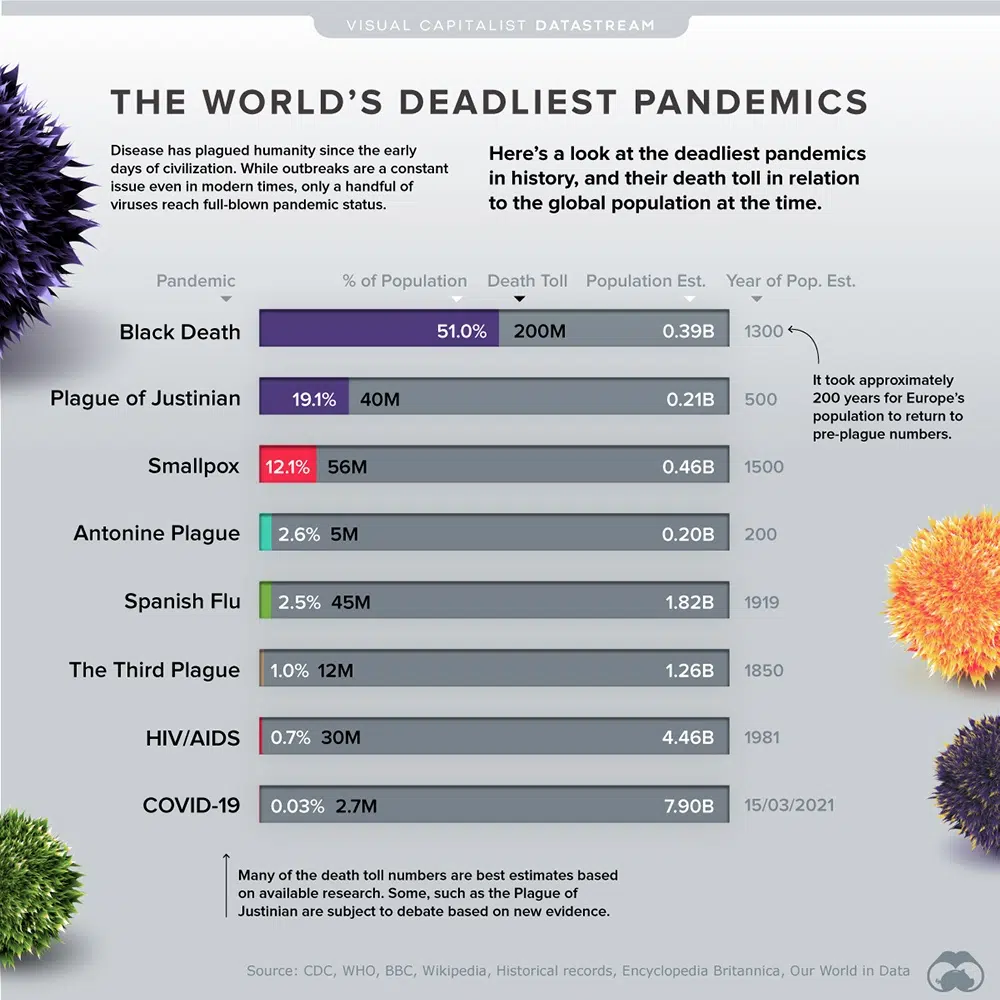 VISUAL CAPITALIST DATASTREAM
THE WORLD'S DEADLIEST PANDEMICS
Disease has plagued humanity since the early
days of civilization. While outbreaks are a constant
issue even in modern times, only a handful of
viruses reach full-blown pandemic status.
Here's a look at the deadliest pandemics
in history, and their death toll in relation
to the global population at the time.
Pandemic % of Population Death Toll Population Est. Year of Pop. Est.
Black Death 51.0% 200M 0.39B 1300
It took approximately
200 years for Europe's
population to return to
pre-plague numbers.
Plague of Justinian 19.1% 40M 0.21B 500
Smallpox 12.1% 56M 0.46B 1500
Antonine Plague 2.6% 5M 0.20B 200
Spanish Flu 2.5% 45M 1.82B 1919
The Third Plague 1.0% 12M 1.26B 1850
HIV/AIDS 0.7% 30M 4.46B 1981
COVID-19 0.03% 2.7M 7.90B 15/03/2021
Many of the death toll numbers are best estimates based
on available research. Some, such as the Plague of
Justinian are subject to debate based on new evidence.
Source: CDC, WHO, BBC, Wikipedia, Historical records, Encyclopedia Britannica, Our World in Data